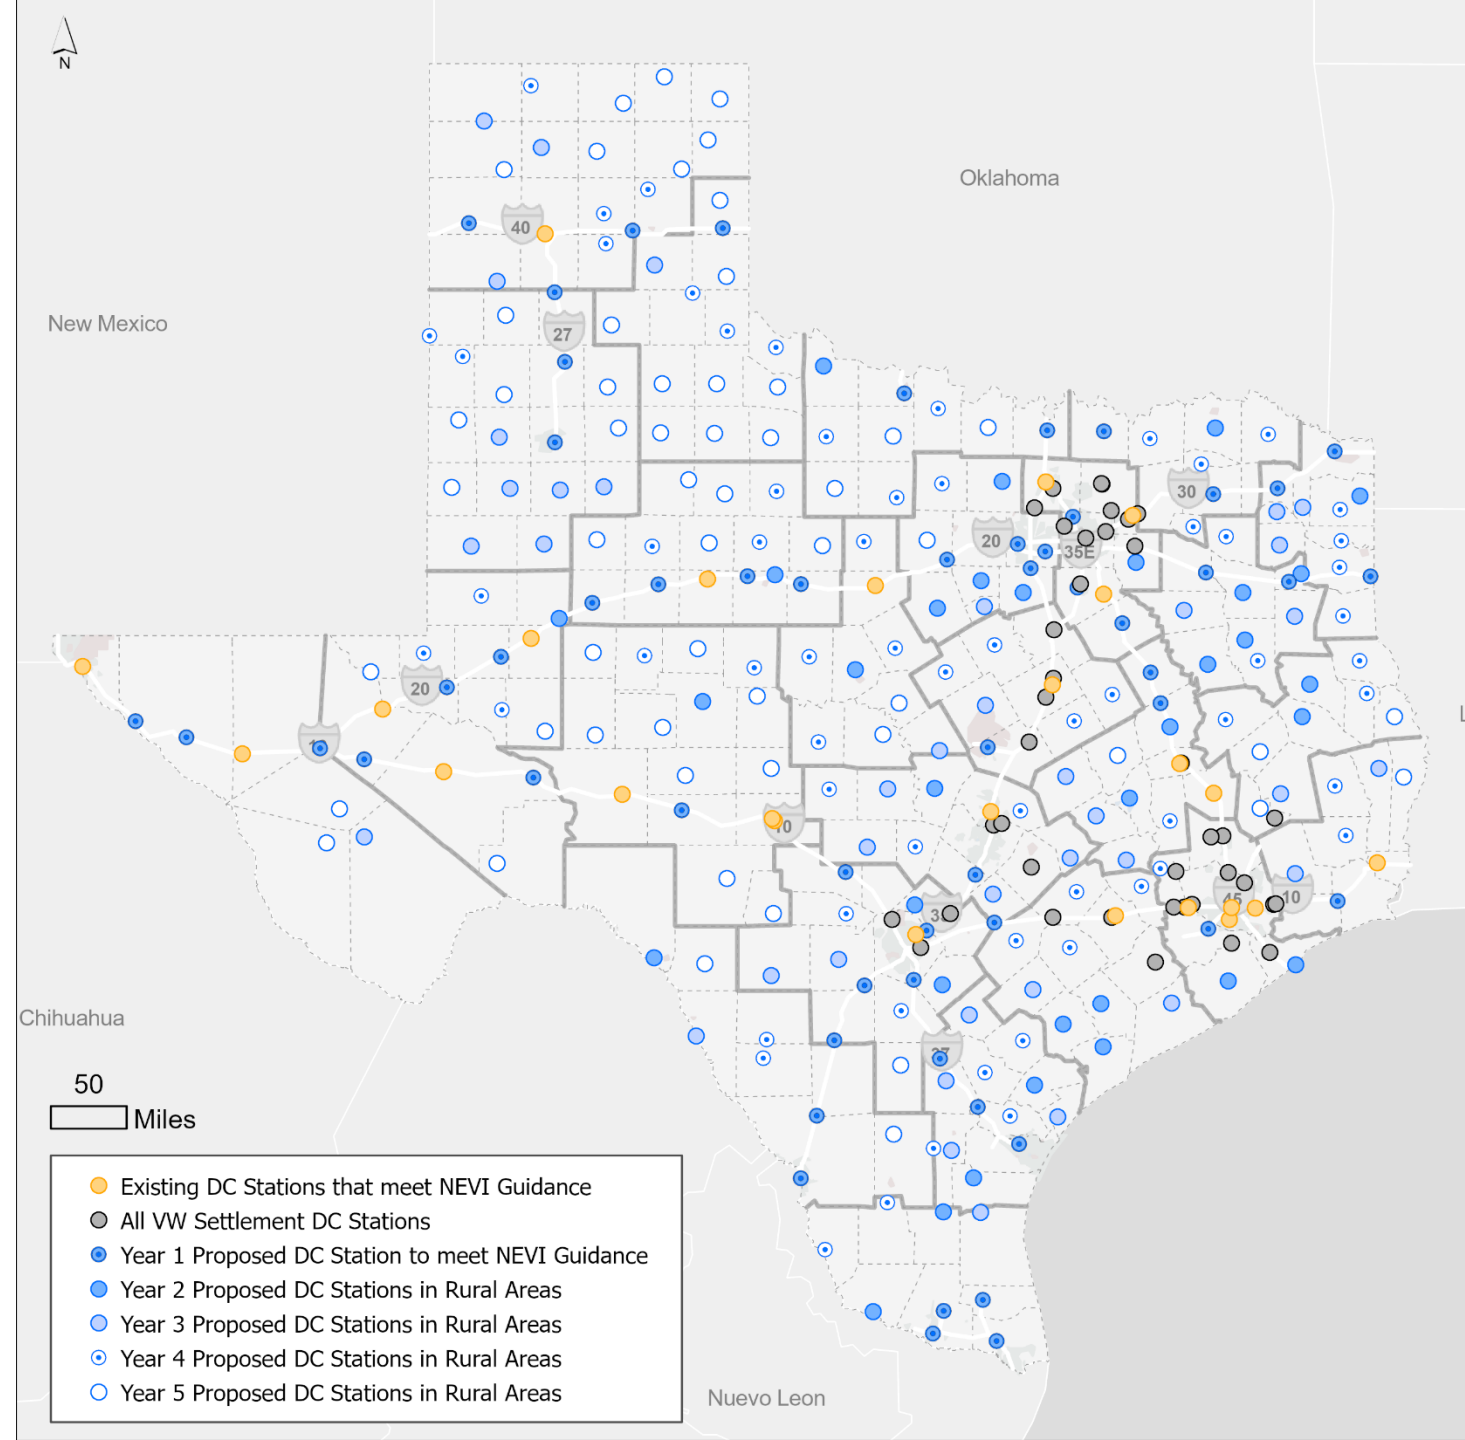 N
Oklahoma
40
New Mexico
27
30
20
35E
20
10
L
45
10
Chihuahua
37
50
Miles
Existing DC Stations that meet NEVI Guidance
All VW Settlement DC Stations
Year 1 Proposed DC Station to meet NEVI Guidance
Year 2 Proposed DC Stations in Rural Areas
Year 3 Proposed DC Stations in Rural Areas
Year 4 Proposed DC Stations in Rural Areas
Year 5 Proposed DC Stations in Rural Areas
Nuevo Leon